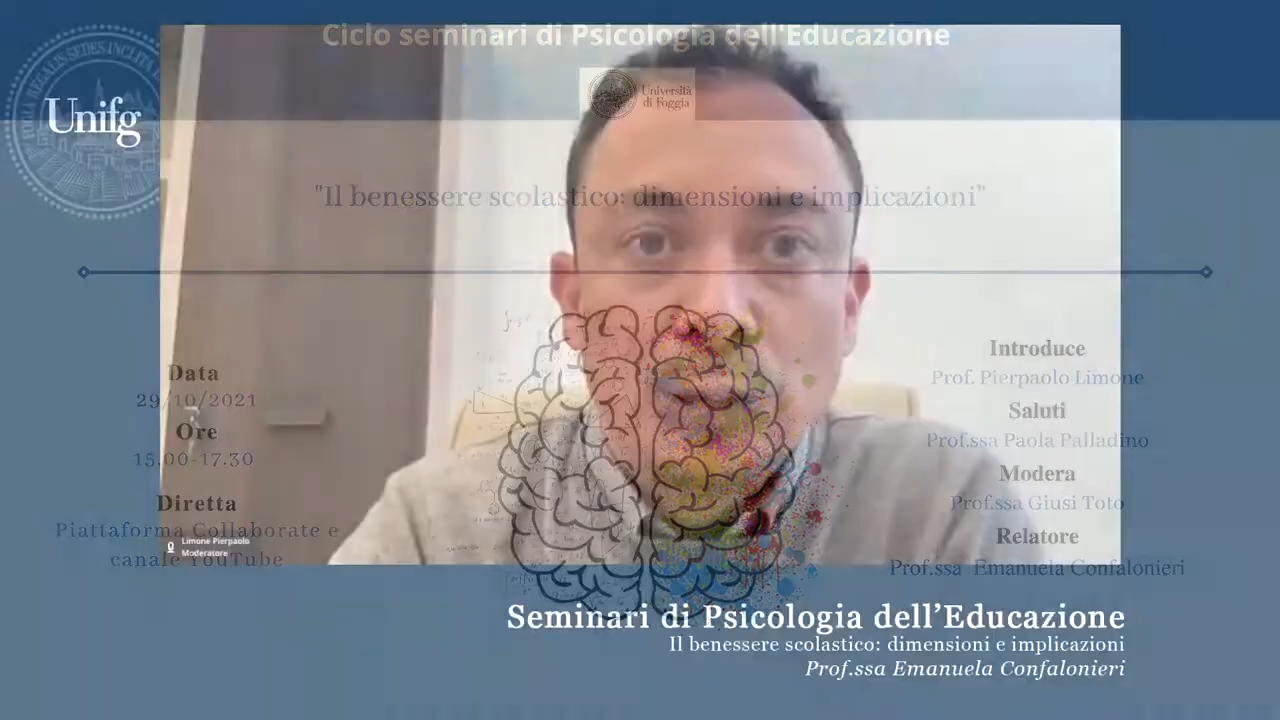 Ciclo seminari di Psicologia dell'Educazione
Unifg
Università
di Foggia
"Il benessere scolastico: dimensioni e implicazioni"
Data
29/10/2021
Ore
15.00-17.30
Diretta
Piattaforma Collaborate e
canale YouTube
Introduce
Prof. Pierpaolo Limone
Saluti
Prof.ssa Paola Palladino
Modera
Prof.ssa Giusi Toto
Relatore
Prof.ssa Emanuela Confalonieri
Limone Pierpaolo
Moderatore
Seminari di Psicologia dell’Educazione
Il benessere scolastico: dimensioni e implicazioni
Prof.ssa Emanuela Confalonieri